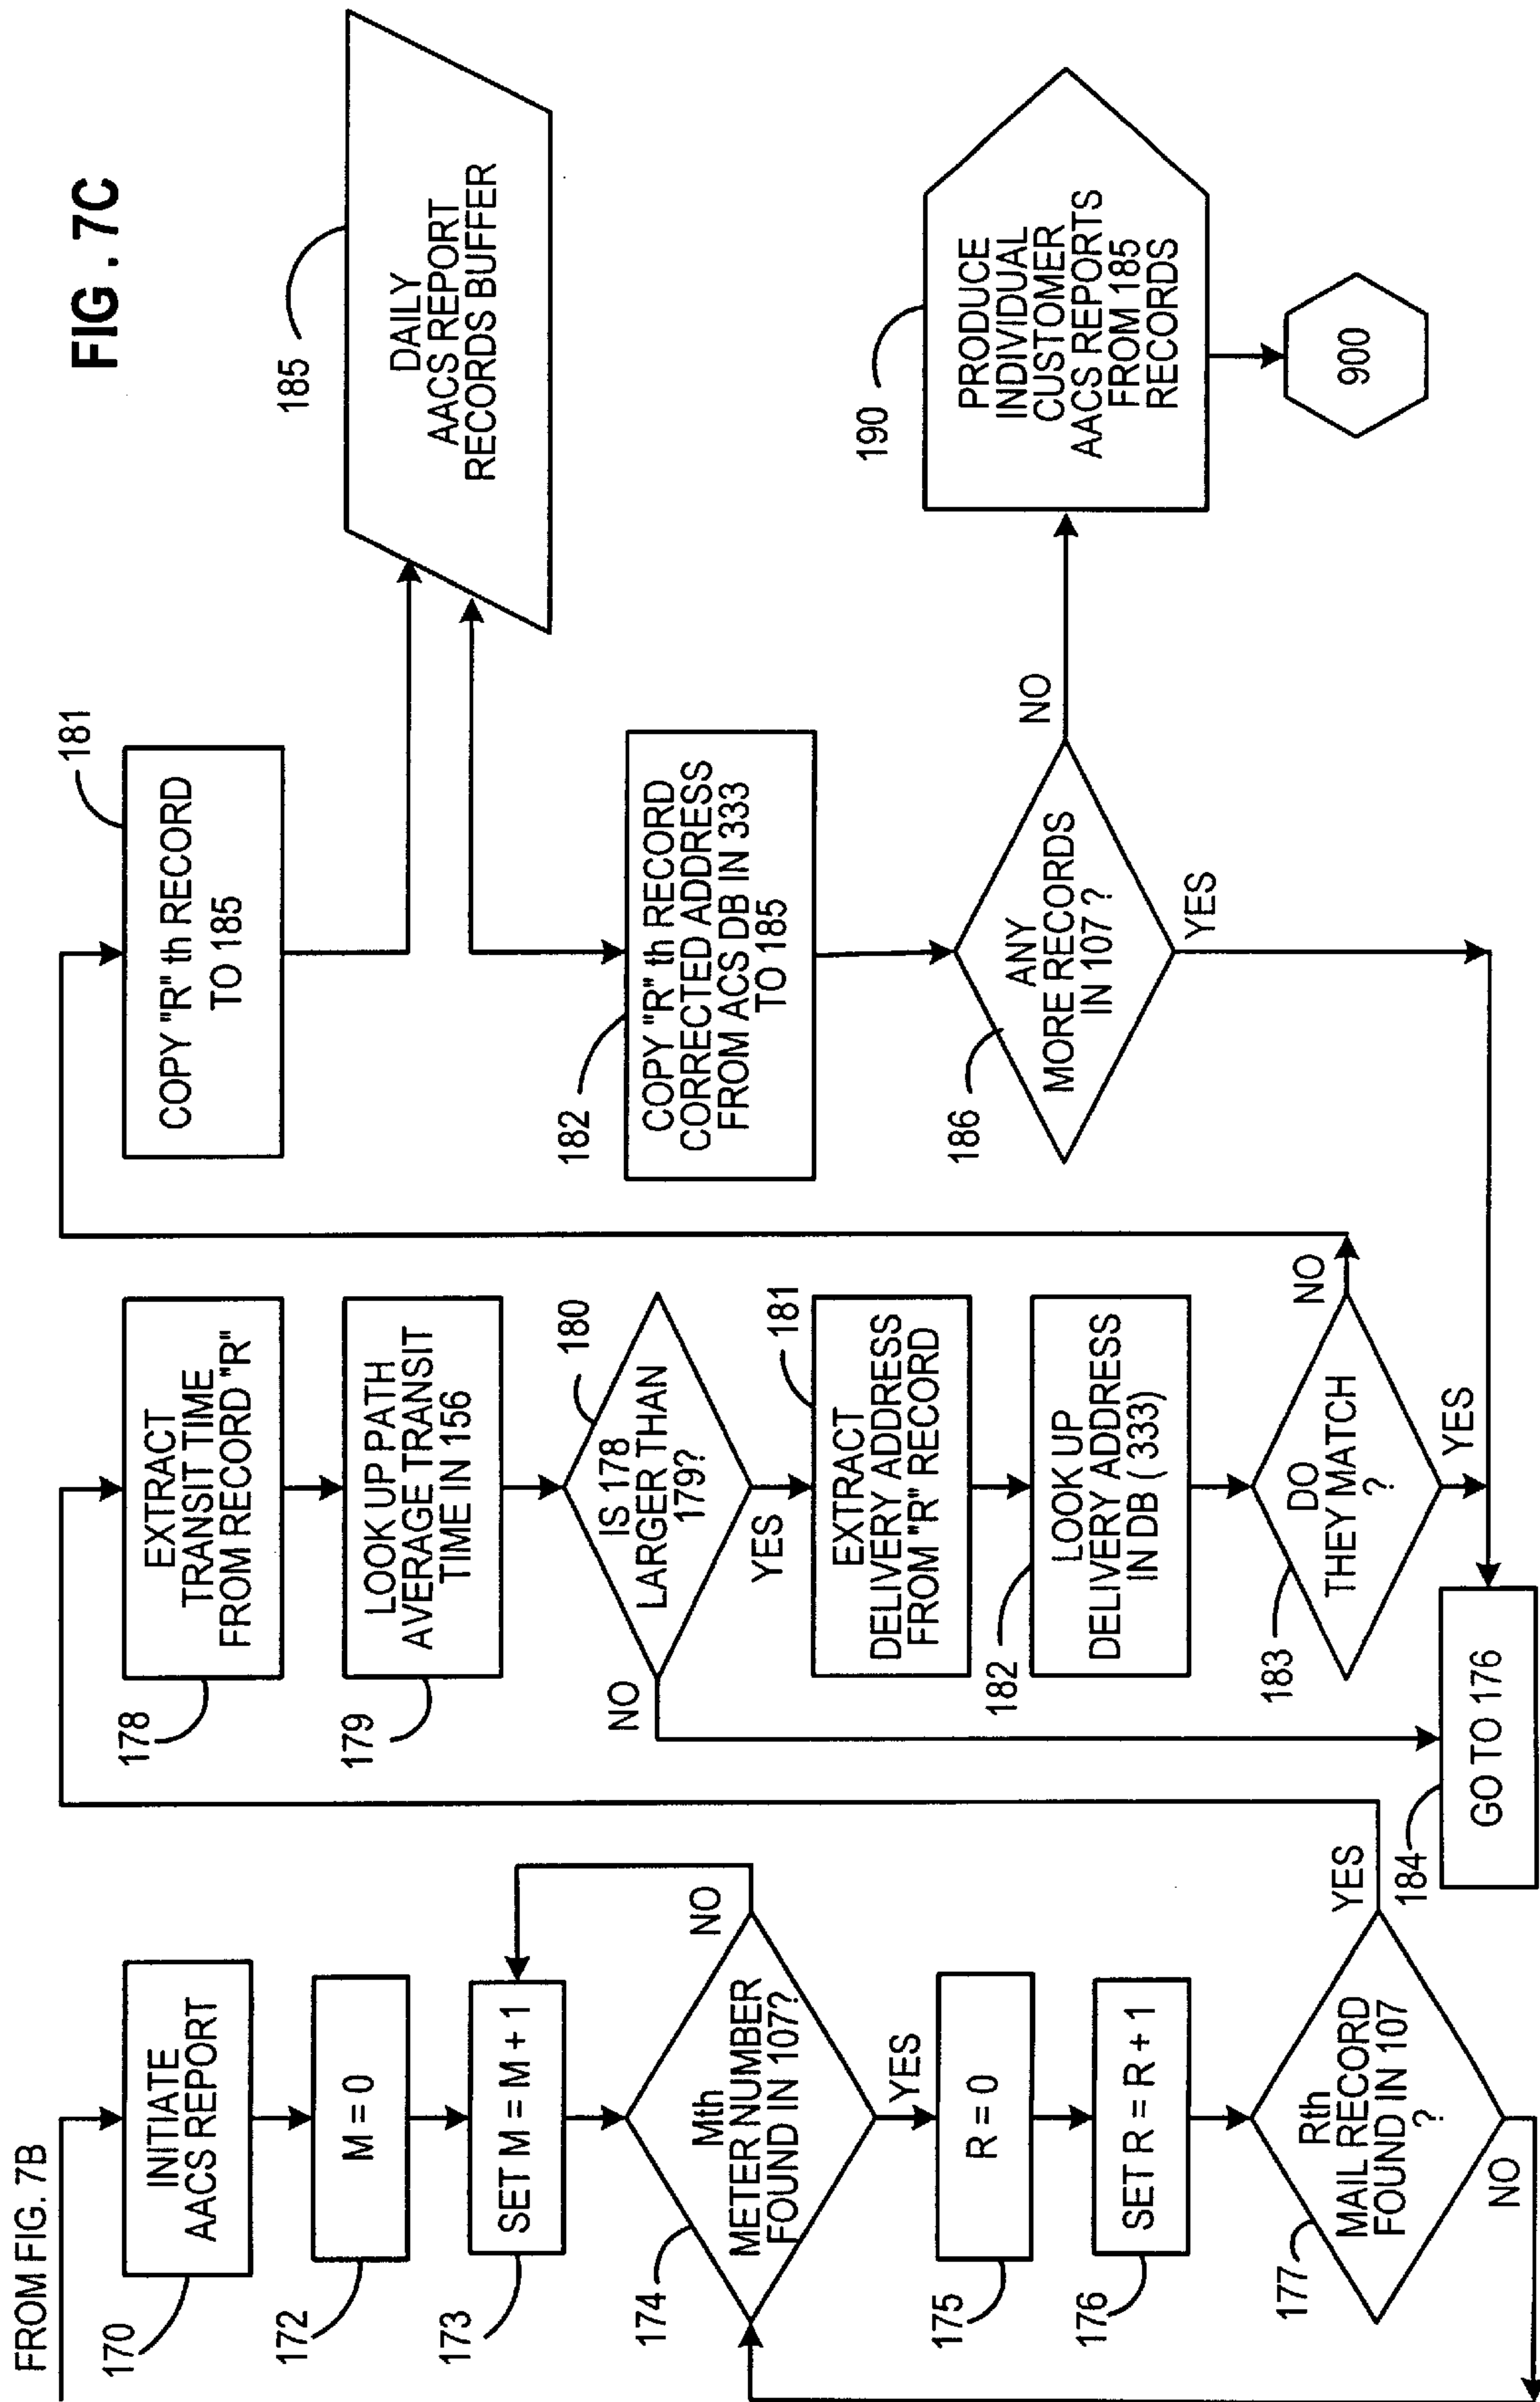 FROM FIG. 7B
FIG. 7C
170
INITIATE
AACS REPORT
172
M = 0
173
SET M = M + 1
174
Mth
METER NUMBER
FOUND IN 107?
NO
YES
175
R = 0
176
SET R = R + 1
177
Rth
MAIL RECORD
FOUND IN 107
?
YES
NO
178
EXTRACT
TRANSIT TIME
FROM RECORD "R"
179
LOOK UP PATH
AVERAGE TRANSIT
TIME IN 156
180
IS 178
LARGER THAN
179?
NO
YES
181
EXTRACT
DELIVERY ADDRESS
FROM "R" RECORD
182
LOOK UP
DELIVERY ADDRESS
IN DB ( 333)
183
DO
THEY MATCH
?
NO
YES
184
GO TO 176
181
COPY "R" th RECORD
TO 185
182
COPY "R" th RECORD
CORRECTED ADDRESS
FROM ACS DB IN 333
TO 185
186
ANY
MORE RECORDS
IN 107 ?
NO
YES
185
DAILY
AACS REPORT
RECORDS BUFFER
190
PRODUCE
INDIVIDUAL
CUSTOMER
AACS REPORTS
FROM 185
RECORDS
900